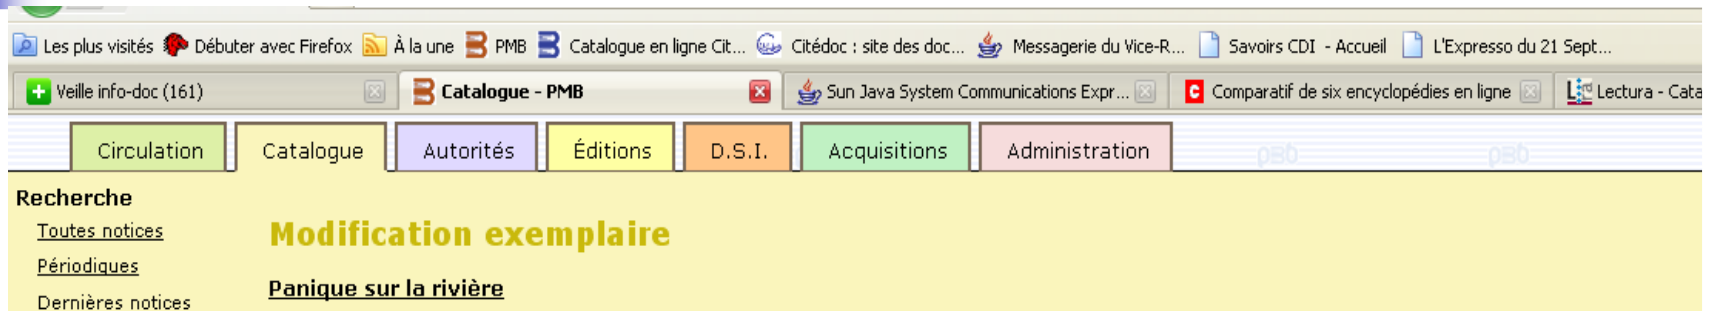 Les plus visités Débuter avec Firefox À la une PMB Catalogue en ligne Cit... Citédoc : site des doc... Messagerie du Vice-R... Savoirs CDI - Accueil L'Expresso du 21 Sept...
Veille info-doc (161) Catalogue - PMB Sun Java System Communications Expr... Comparatif de six encyclopédies en ligne Lectura - Cata
Circulation Catalogue Autorités Éditions D.S.I. Acquisitions Administration
Recherche
Toutes notices
Modification exemplaire
Périodiques
Panique sur la rivière
Dernières notices